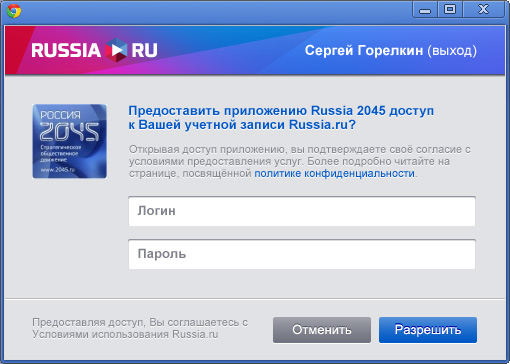 RUSSIA RU
Сергей Горелкин (выход)
РОССИЯ
2045
Стратегическое
общественное
движение
www.2045.ru
Предоставить приложению Russia 2045 доступ
к Вашей учетной записи Russia.ru?
Открывая доступ приложению, вы подтверждаете своё согласие с
условиями предоставления услуг. Более подробно читайте на
странице, посвящённой политике конфиденциальности.
Логин
Пароль
Предоставляя доступ, Вы соглашаетесь с
Условиями использования Russia.ru
Отменить
Разрешить